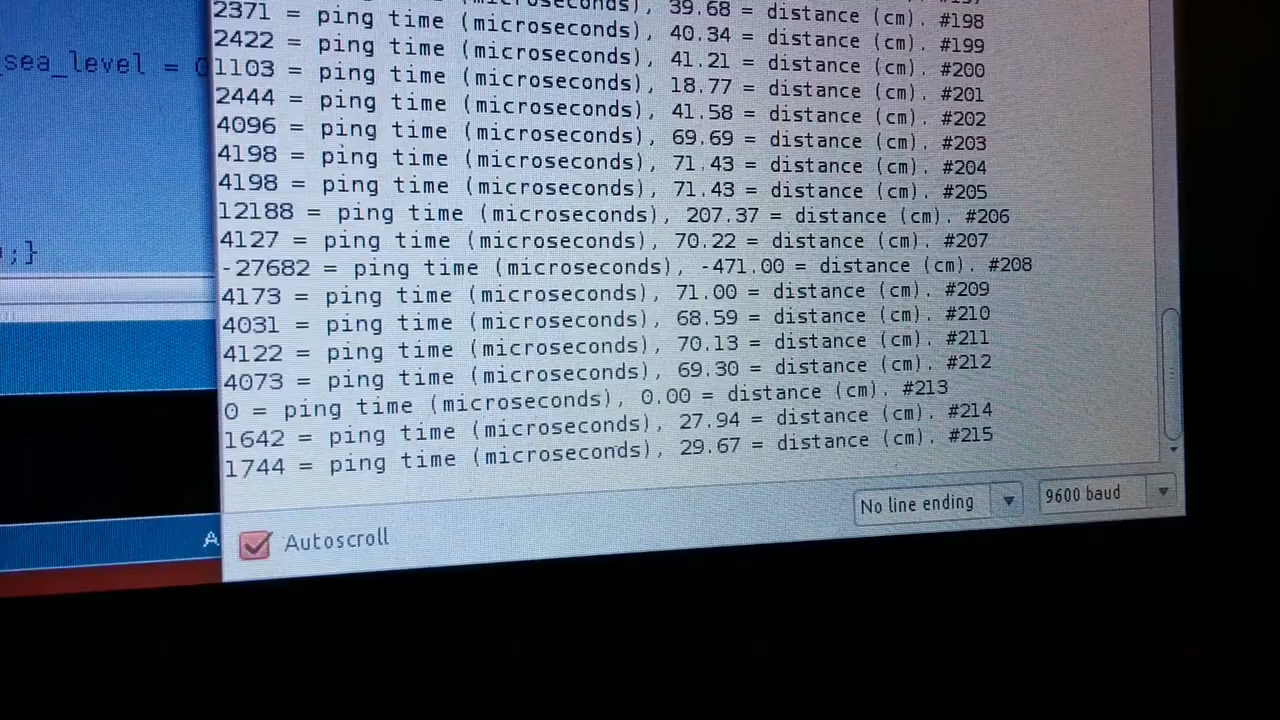 #197
(microseconds), 39.68 = distance (cm). #198
2371 = ping time (microseconds), 40.34 = distance (cm). #199
2422 = ping time (microseconds), 41.21 = distance (cm). #200
1103 = ping time (microseconds), 18.77 = distance (cm). #201
2444 = ping time (microseconds), 41.58 = distance (cm). #202
4096 = ping time (microseconds), 69.69 = distance (cm). #203
4198 = ping time (microseconds), 71.43 = distance (cm). #204
4198 = ping time (microseconds), 71.43 = distance (cm). #205
12188 = ping time (microseconds), 207.37 = distance (cm). #206
4127 = ping time (microseconds), 70.22 = distance (cm). #207
-27682 = ping time (microseconds), -471.00 = distance (cm). #208
4173 = ping time (microseconds), 71.00 = distance (cm). #209
4031 = ping time (microseconds), 68.59 = distance (cm). #210
4122 = ping time (microseconds), 70.13 = distance (cm). #211
4073 = ping time (microseconds), 69.30 = distance (cm). #212
0 = ping time (microseconds), 0.00 = distance (cm). #213
1642 = ping time (microseconds), 27.94 = distance (cm). #214
1744 = ping time (microseconds), 29.67 = distance (cm). #215
_sea_level =
;}
No line ending
9600 baud
Autoscroll
A